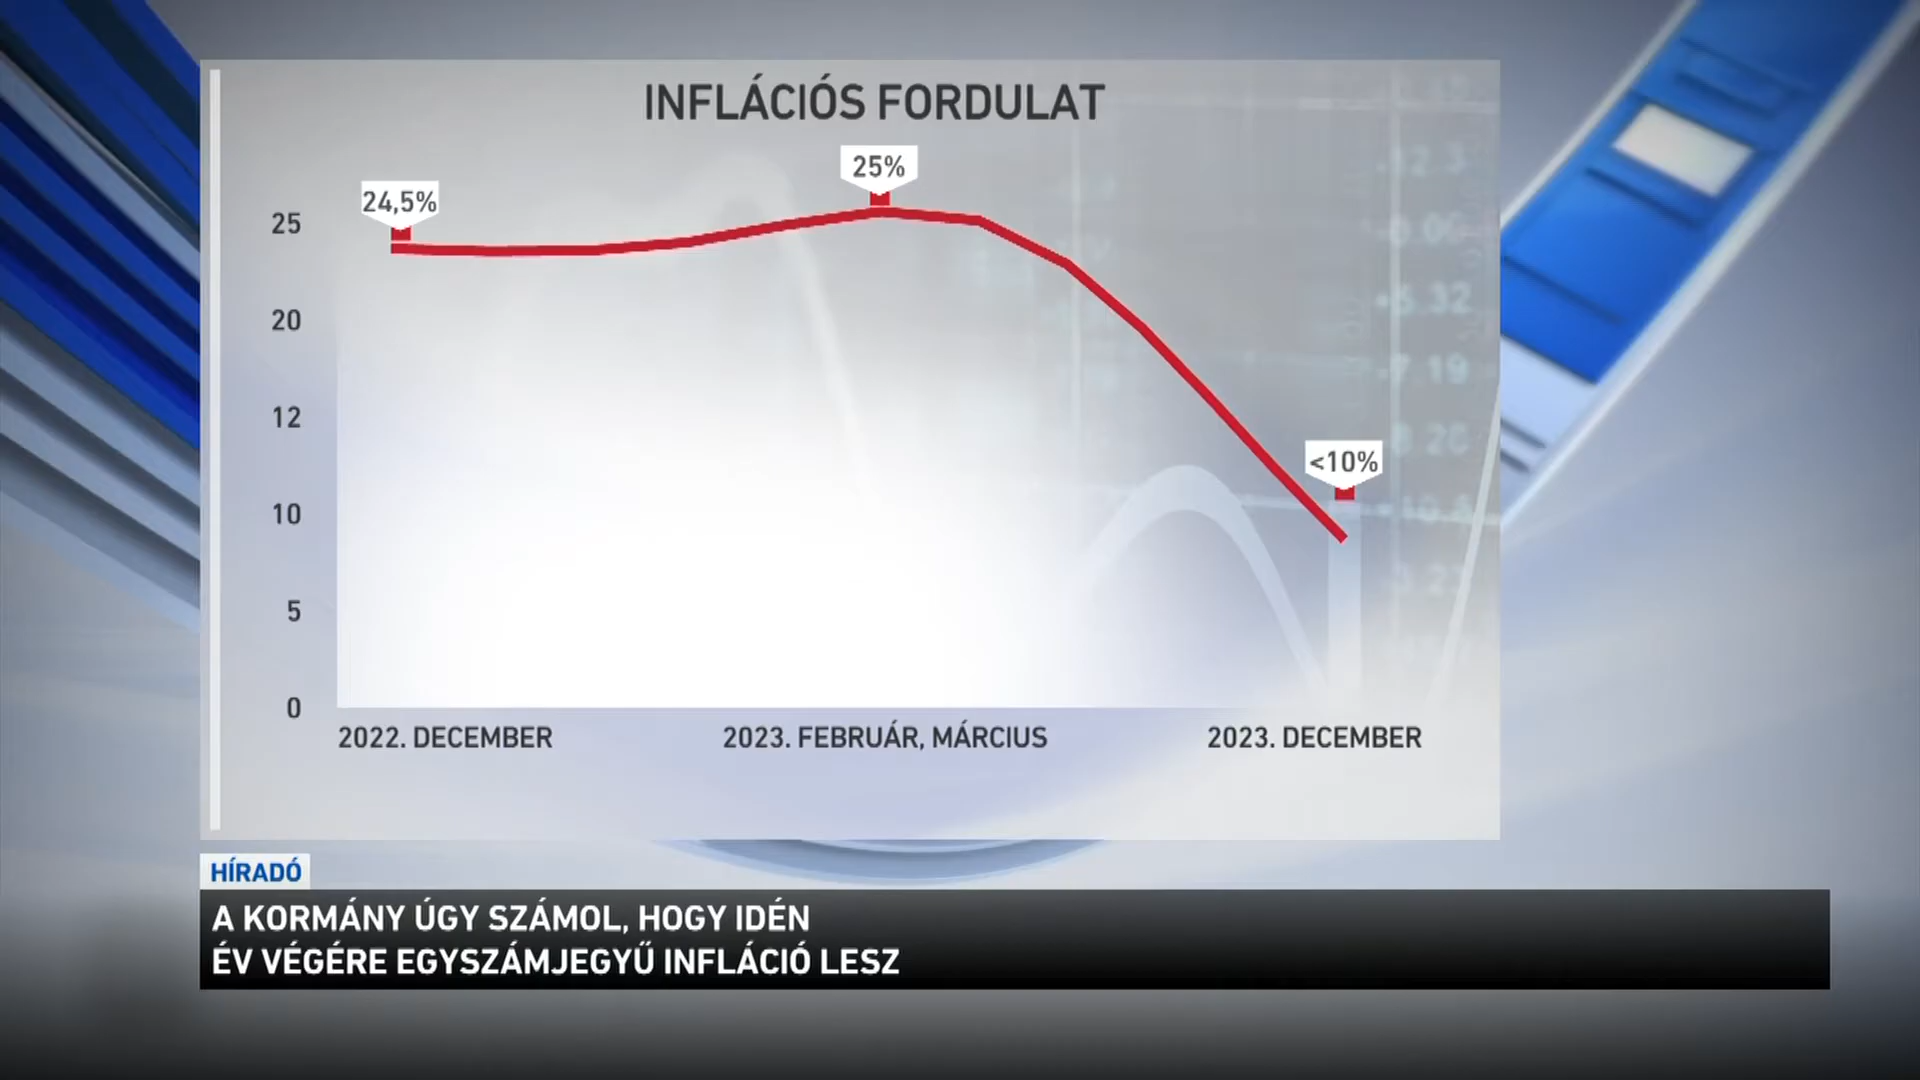 INFLÁCIÓS FORDULAT
25%
24,5%
25
20
12
<10%
10
5
0
2022. DECEMBER
2023. FEBRUÁR, MÁRCIUS
2023. DECEMBER
HÍRADÓ
A KORMÁNY ÚGY SZÁMOL, HOGY IDÉN
ÉV VÉGÉRE EGYSZÁMJEGYŰ INFLÁCIÓ LESZ